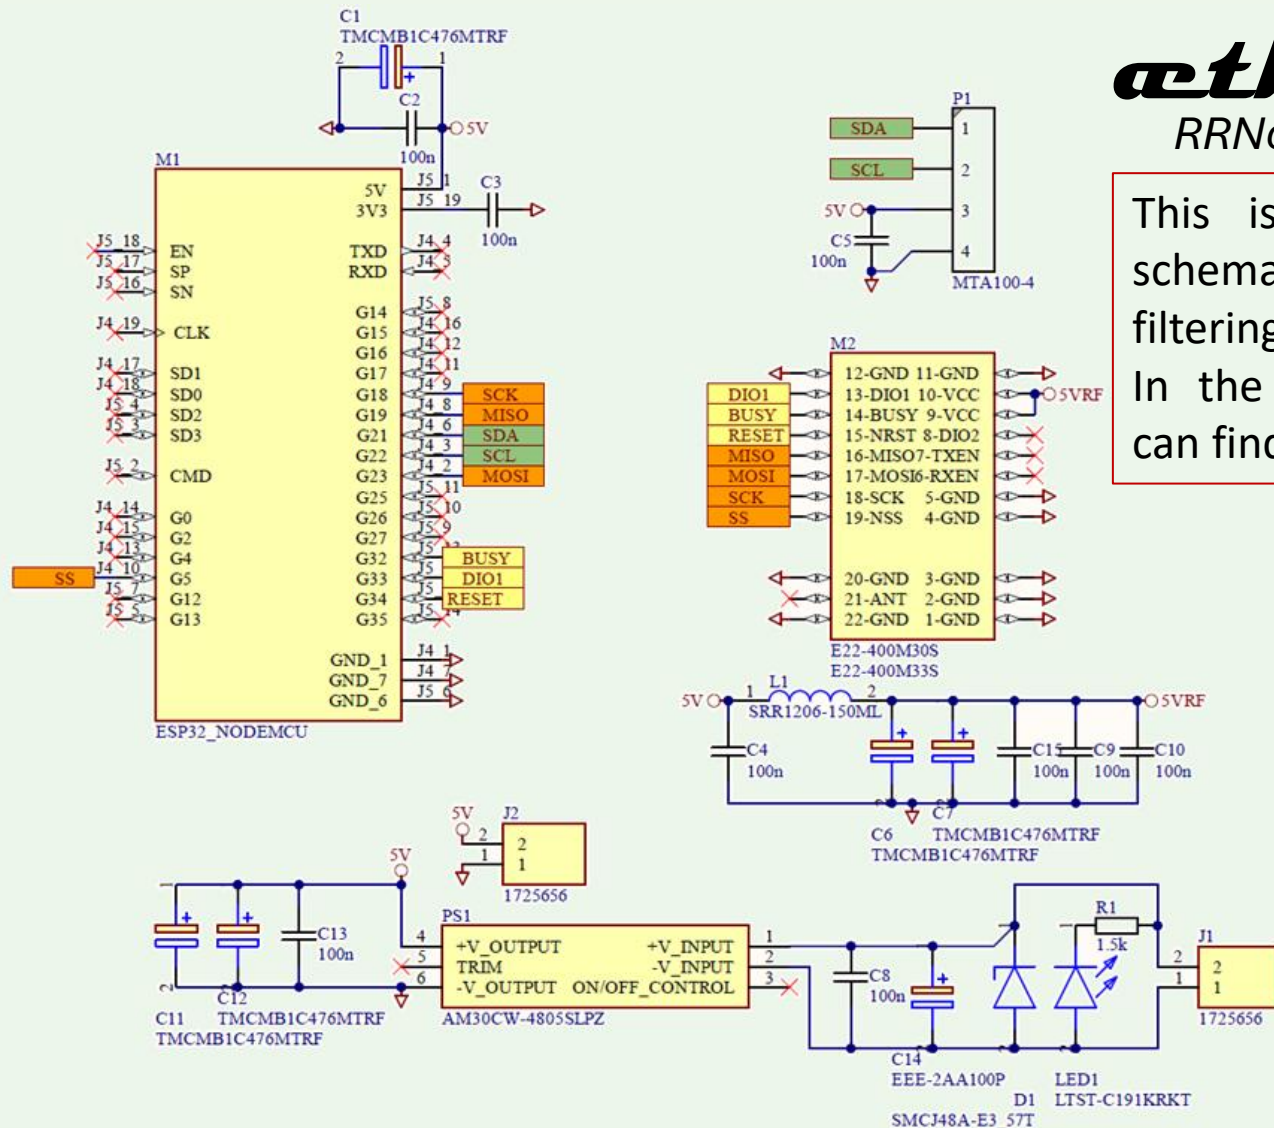 C1
TMCMB1C476MTRF
2 1
+
C2
5V
100n
M1
5V J5 1
3V3 J5 19
C3
100n
J5 18 EN
J5 17 SP
J5 16 SN
J4 19 CLK
J4 17 SD1
J4 18 SD0
J5 4 SD2
J5 3 SD3
J5 2 CMD
J4 14 G0
J4 15 G2
J4 13 G4
SS J4 10 G5
J5 7 G12
J5 5 G13
TXD J4 4
RXD J4
G14 J5 8
G15 J4 16
G16 J4 12
G17 J4 11
G18 J4 9 SCK
G19 J4 8 MISO
G21 J4 6 SDA
G22 J4 3 SCL
G23 J4 2 MOSI
G25 J5 11
G26 J5 10
G27 J5 9
G32 J5 BUSY
G33 J5 DIO1
G34 J5 RESET
G35 J5 14
GND_1 J4 1
GND_7 J4 7
GND_6 J5 6
ESP32_NODEMCU
P1
SDA 1
SCL 2
5V 3
C5
100n
4
MTA100-4
RRN
This is
schema
filtering
In the
can find
M2
12-GND 11-GND
DIO1 13-DIO1 10-VCC 5VRF
BUSY 14-BUSY 9-VCC
RESET 15-NRST 8-DIO2
MISO 16-MISO7-TXEN
MOSI 17-MOSI6-RXEN
SCK 18-SCK 5-GND
SS 19-NSS 4-GND
20-GND 3-GND
21-ANT 2-GND
22-GND 1-GND
E22-400M30S
E22-400M33S
5V 1 L1 2 5VRF
SRR1206-150ML
C4
100n
+ +
C15 C9 C10
100n 100n 100n
2
C6 C7
TMCMB1C476MTRF
TMCMB1C476MTRF
5V J2
2 2
1 1
1725656
5V
1
+
C13
100n
2 2
C12
C11 TMCMB1C476MTRF
TMCMB1C476MTRF
PS1
4 +V_OUTPUT +V_INPUT 1
5 TRIM -V_INPUT 2
6 -V_OUTPUT ON/OFF_CONTROL 3
AM30CW-4805SLPZ
C8
100n
+
C14
EEE-2AA100P
D1
SMCJ48A-E3_57T
R1
1.5k
LED1
LTST-C191KRKT
J1
2 2
1 1
1725656